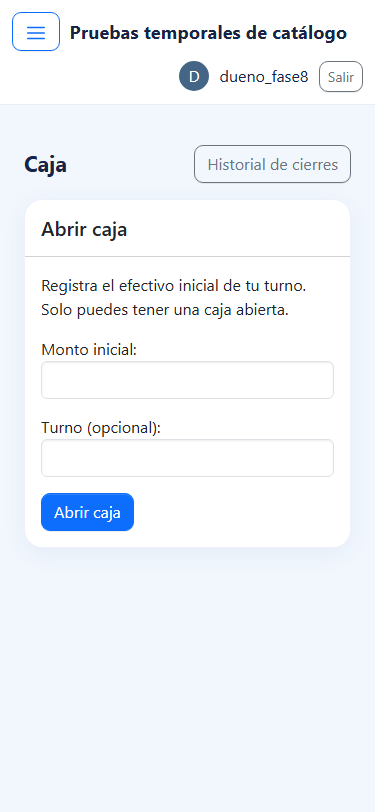 Pruebas temporales de catálogo
D dueno_fase8 Salir
Caja Historial de cierres
Abrir caja
Registra el efectivo inicial de tu turno.
Solo puedes tener una caja abierta.
Monto inicial:
Turno (opcional):
Abrir caja